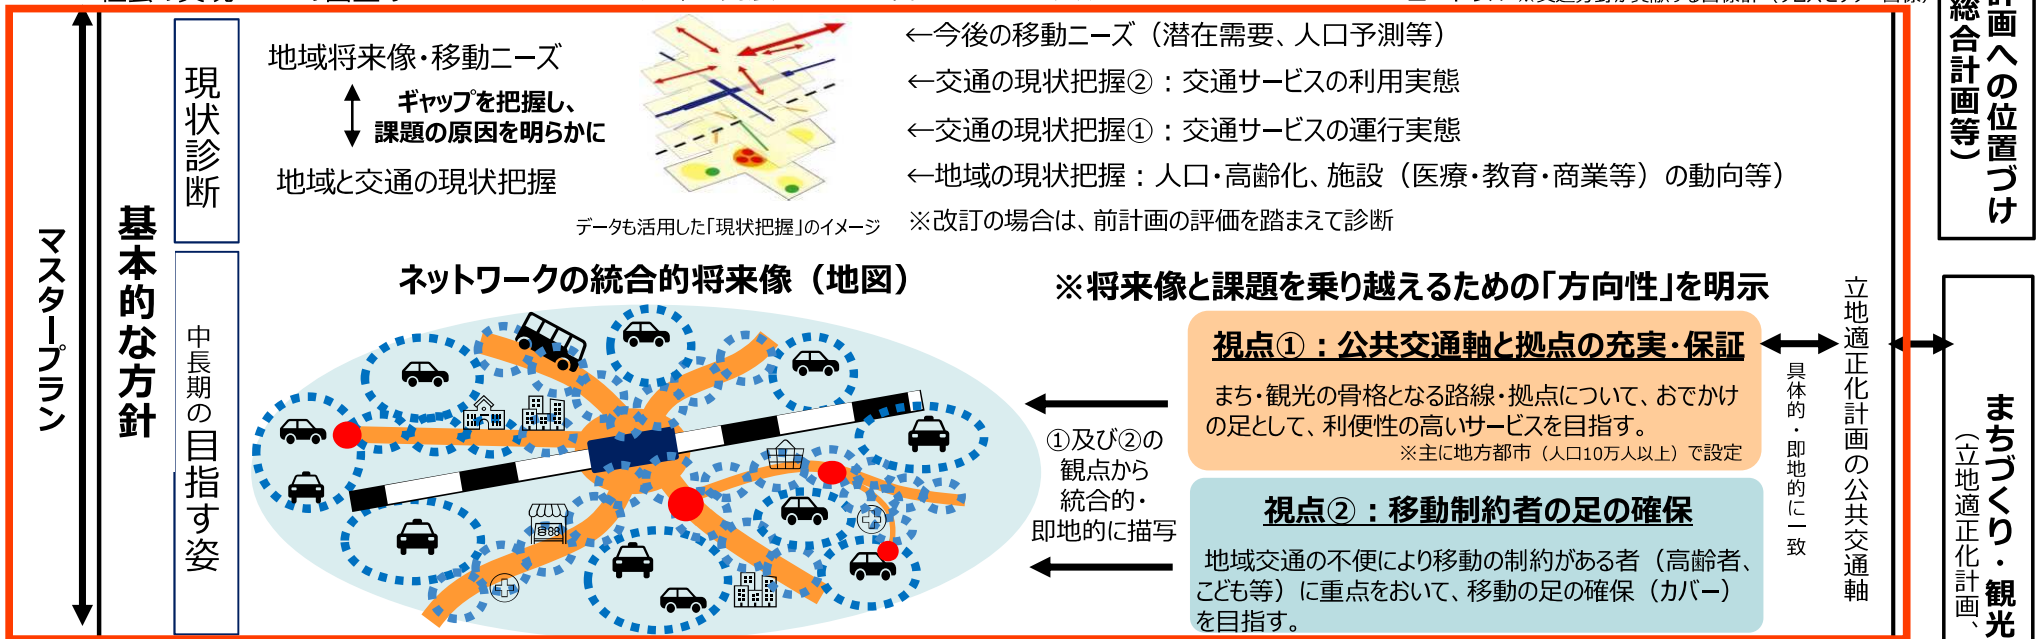 マスタープラン
基本的な方針
現状診断
地域将来像・移動ニーズ
ギャップを把握し、
課題の原因を明らかに
地域と交通の現状把握
データも活用した「現状把握」のイメージ
←今後の移動ニーズ（潜在需要、人口予測等）
←交通の現状把握②：交通サービスの利用実態
←交通の現状把握①：交通サービスの運行実態
←地域の現状把握：人口・高齢化、施設（医療・教育・商業等）の動向等）
※改訂の場合は、前計画の評価を踏まえて診断
中長期の目指す姿
ネットワークの統合的将来像（地図）
※将来像と課題を乗り越えるための「方向性」を明示
①及び②の
観点から
統合的・
即地的に描写
視点①：公共交通軸と拠点の充実・保証
まち・観光の骨格となる路線・拠点について、おでかけ
の足として、利便性の高いサービスを目指す。
※主に地方都市（人口10万人以上）で設定
視点②：移動制約者の足の確保
地域交通の不便により移動の制約がある者（高齢者、
こども等）に重点をおいて、移動の足の確保（カバー）
を目指す。
具体的・即地的に一致
立地適正化計画の公共交通軸
計画への位置づけ
総合計画等）
まちづくり・観光
（立地適正化計画、